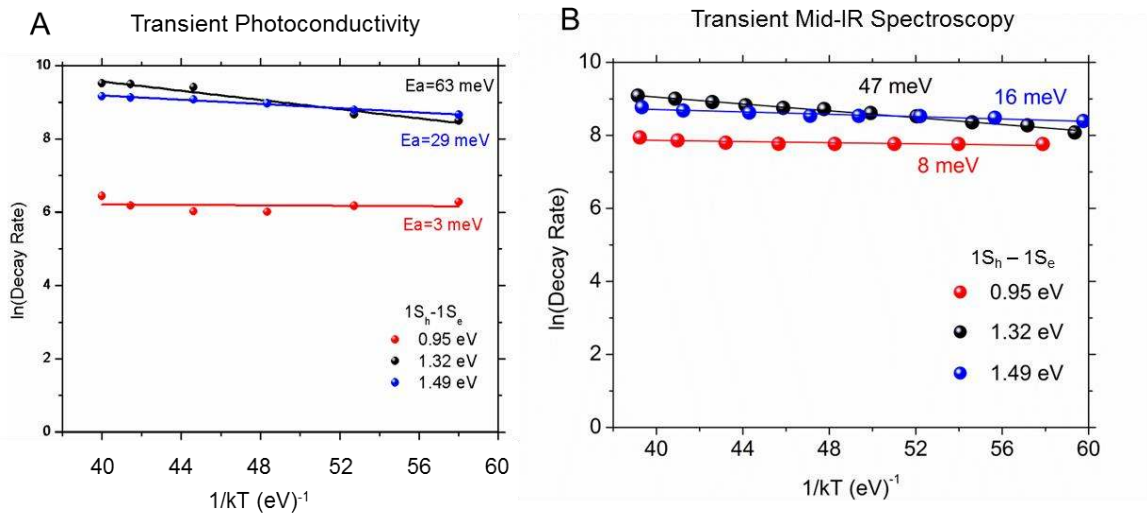 A
Transient Photoconductivity
10
8
6
4
2
0
ln(Decay Rate)
Ea=63 meV
Ea=29 meV
Ea=3 meV
1Sₕ-1Sₑ
0.95 eV
1.32 eV
1.49 eV
40 44 48 52 56 60
1/kT (eV)⁻¹
B
Transient Mid-IR Spectroscopy
10
8
6
4
2
0
ln(Decay Rate)
47 meV
16 meV
8 meV
1Sₕ – 1Sₑ
0.95 eV
1.32 eV
1.49 eV
40 44 48 52 56 60
1/kT (eV)⁻¹